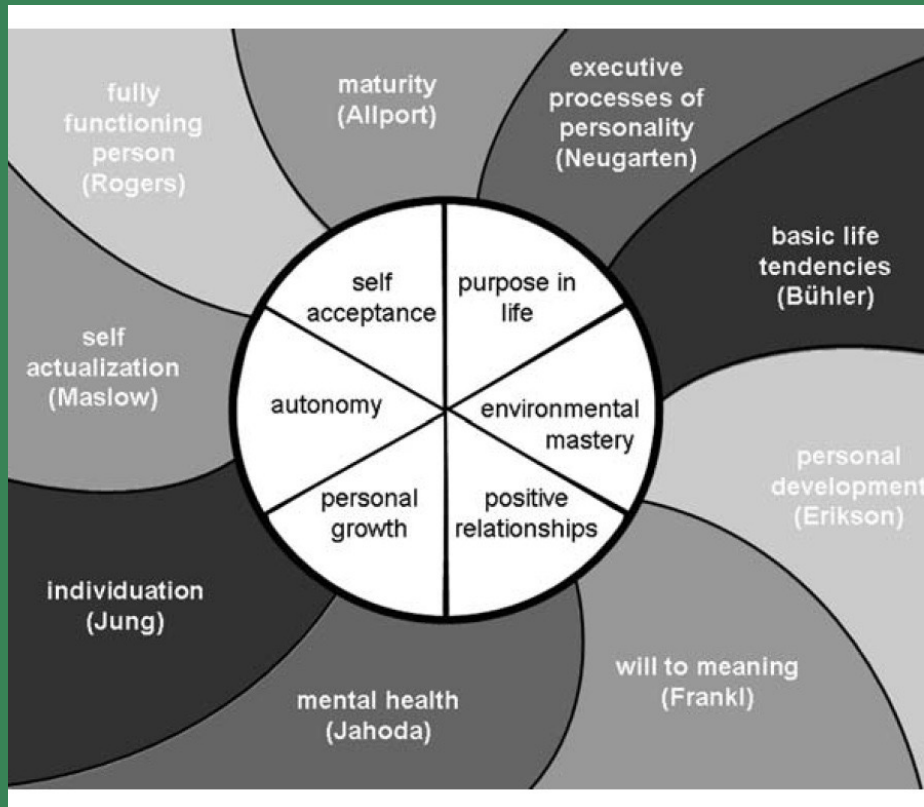 fully
functioning
person
(Rogers)
maturity
(Allport)
executive
processes of
personality
(Neugarten)
basic life
tendencies
(Bühler)
personal
development
(Erikson)
will to meaning
(Frankl)
mental health
(Jahoda)
individuation
(Jung)
self
actualization
(Maslow)
self
acceptance
purpose in
life
environmental
mastery
positive
relationships
personal
growth
autonomy